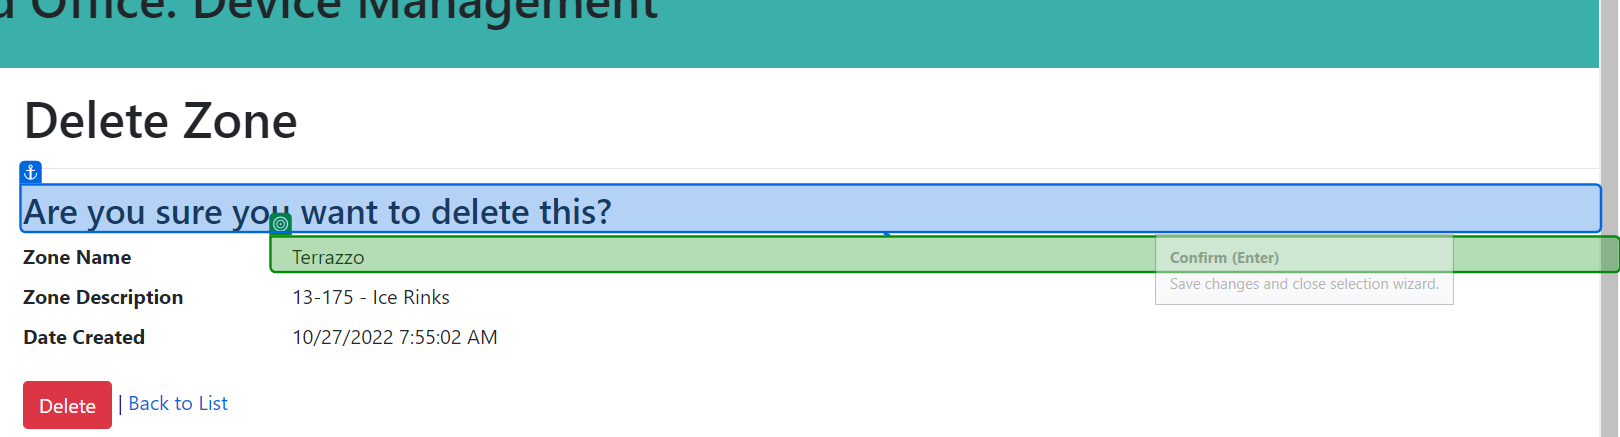 Office: Device Management
Delete Zone
Are you sure you want to delete this?
Zone Name Terrazzo
Confirm (Enter)
Save changes and close selection wizard.
Zone Description 13-175 - Ice Rinks
Date Created 10/27/2022 7:55:02 AM
Delete | Back to List